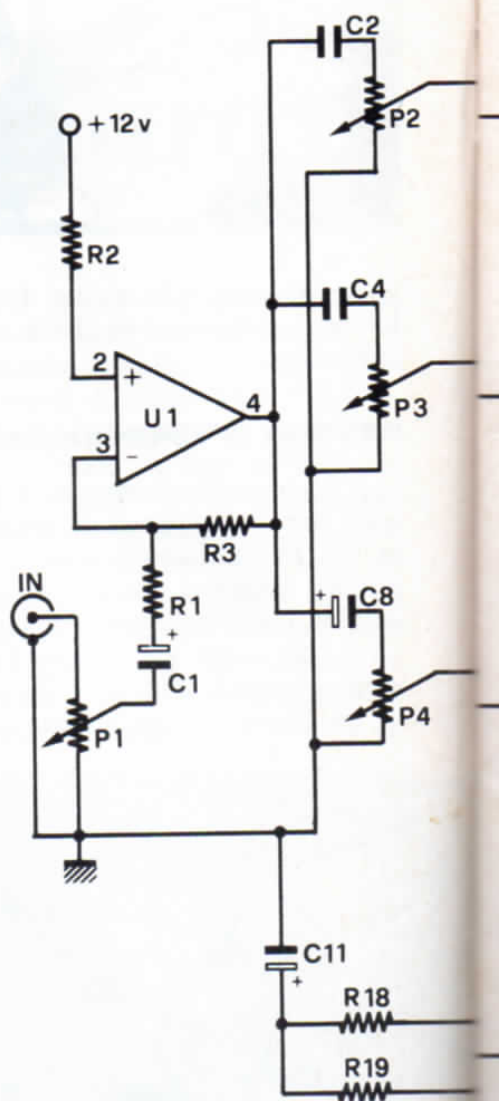 C2
P2
+12v
R2
C4
2
+
U1
4
P3
3
-
R3
IN
R1
+
C8
+
C1
P4
P1
C11
+
R18
R19